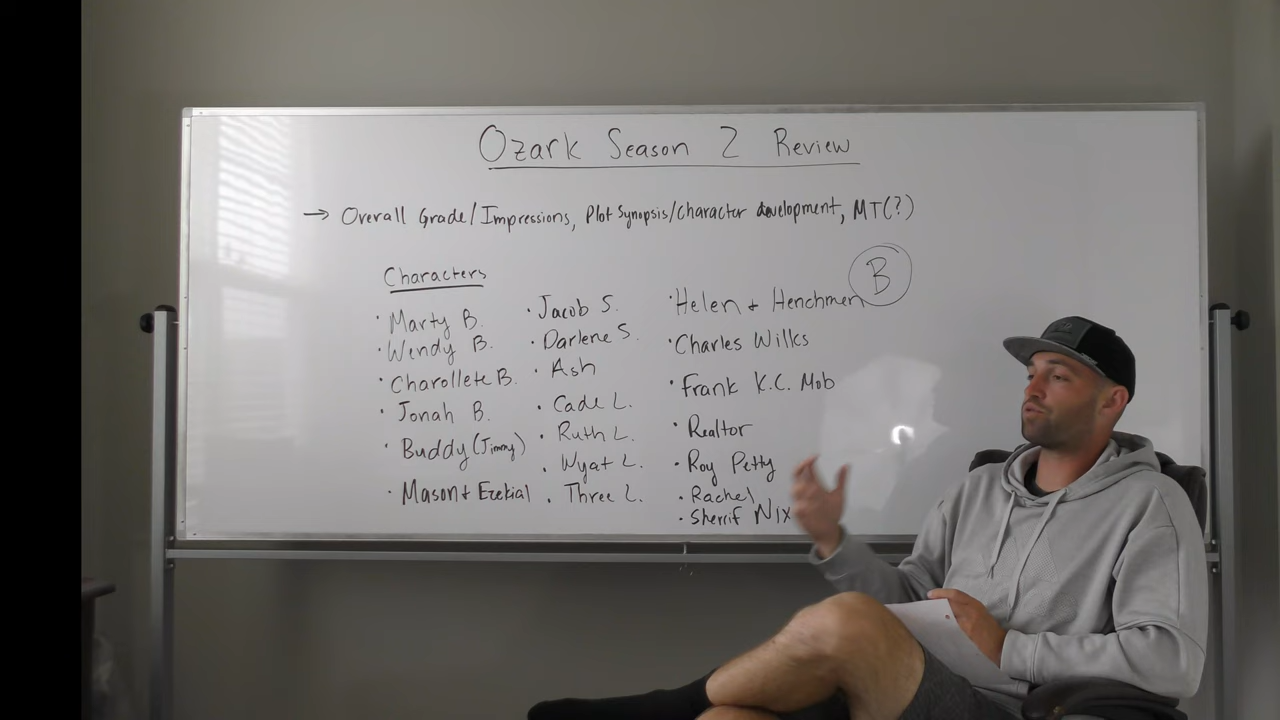 Ozark Season 2 Review
→ Overall Grade/Impressions, Plot Synopsis/Character development, MT(?)
B
Characters
· Marty B.
· Wendy B.
· Charollete B.
· Jonah B.
· Buddy (Jimmy)
· Mason + Ezekial
· Jacob S.
· Darlene S.
· Ash
· Cade L.
· Ruth L.
· Wyat L.
· Three L.
· Helen + Henchmen
· Charles Wilks
· Frank K.C. Mob
· Realtor
· Roy Petty
· Rachel
· Sherrif Nix